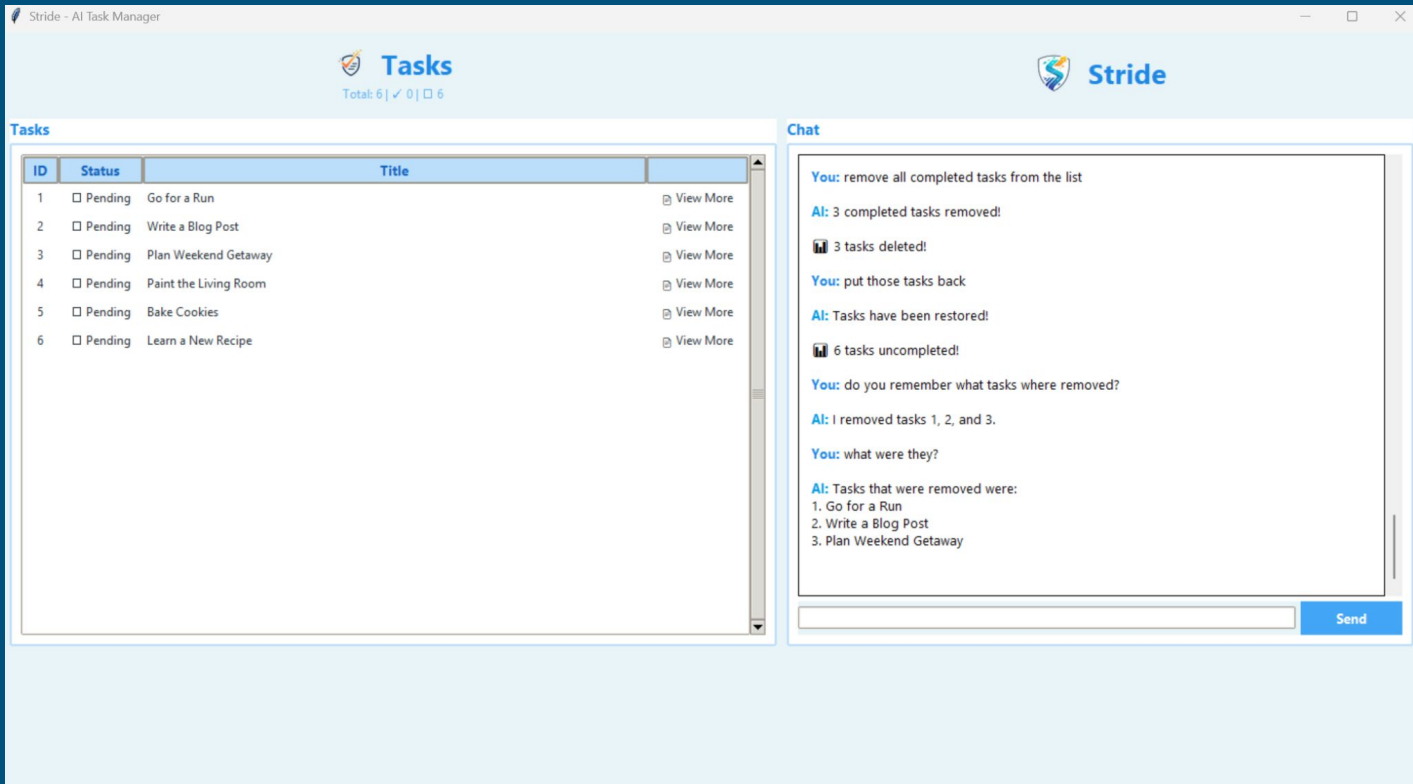 Stride - AI Task Manager
Tasks
Total: 6 | ✓ 0 | ☐ 6
Stride
Tasks
ID Status Title
1 ☐ Pending Go for a Run View More
2 ☐ Pending Write a Blog Post View More
3 ☐ Pending Plan Weekend Getaway View More
4 ☐ Pending Paint the Living Room View More
5 ☐ Pending Bake Cookies View More
6 ☐ Pending Learn a New Recipe View More
Chat
You: remove all completed tasks from the list
AI: 3 completed tasks removed!
3 tasks deleted!
You: put those tasks back
AI: Tasks have been restored!
6 tasks uncompleted!
You: do you remember what tasks where removed?
AI: I removed tasks 1, 2, and 3.
You: what were they?
AI: Tasks that were removed were:
1. Go for a Run
2. Write a Blog Post
3. Plan Weekend Getaway
Send